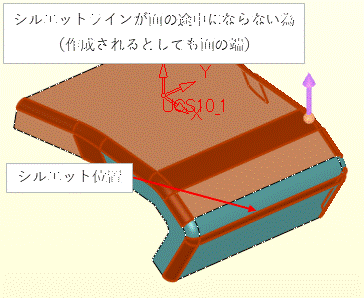 シルエットラインが面の途中にならない為
（作成されるとしても面の端）
Y
UCS10_1
X
シルエット位置